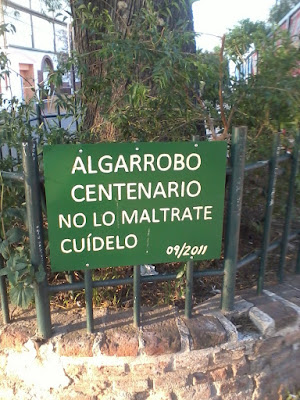 ALGARROBO
CENTENARIO
NO LO MALTRATE
CUÍDELO
09/2011